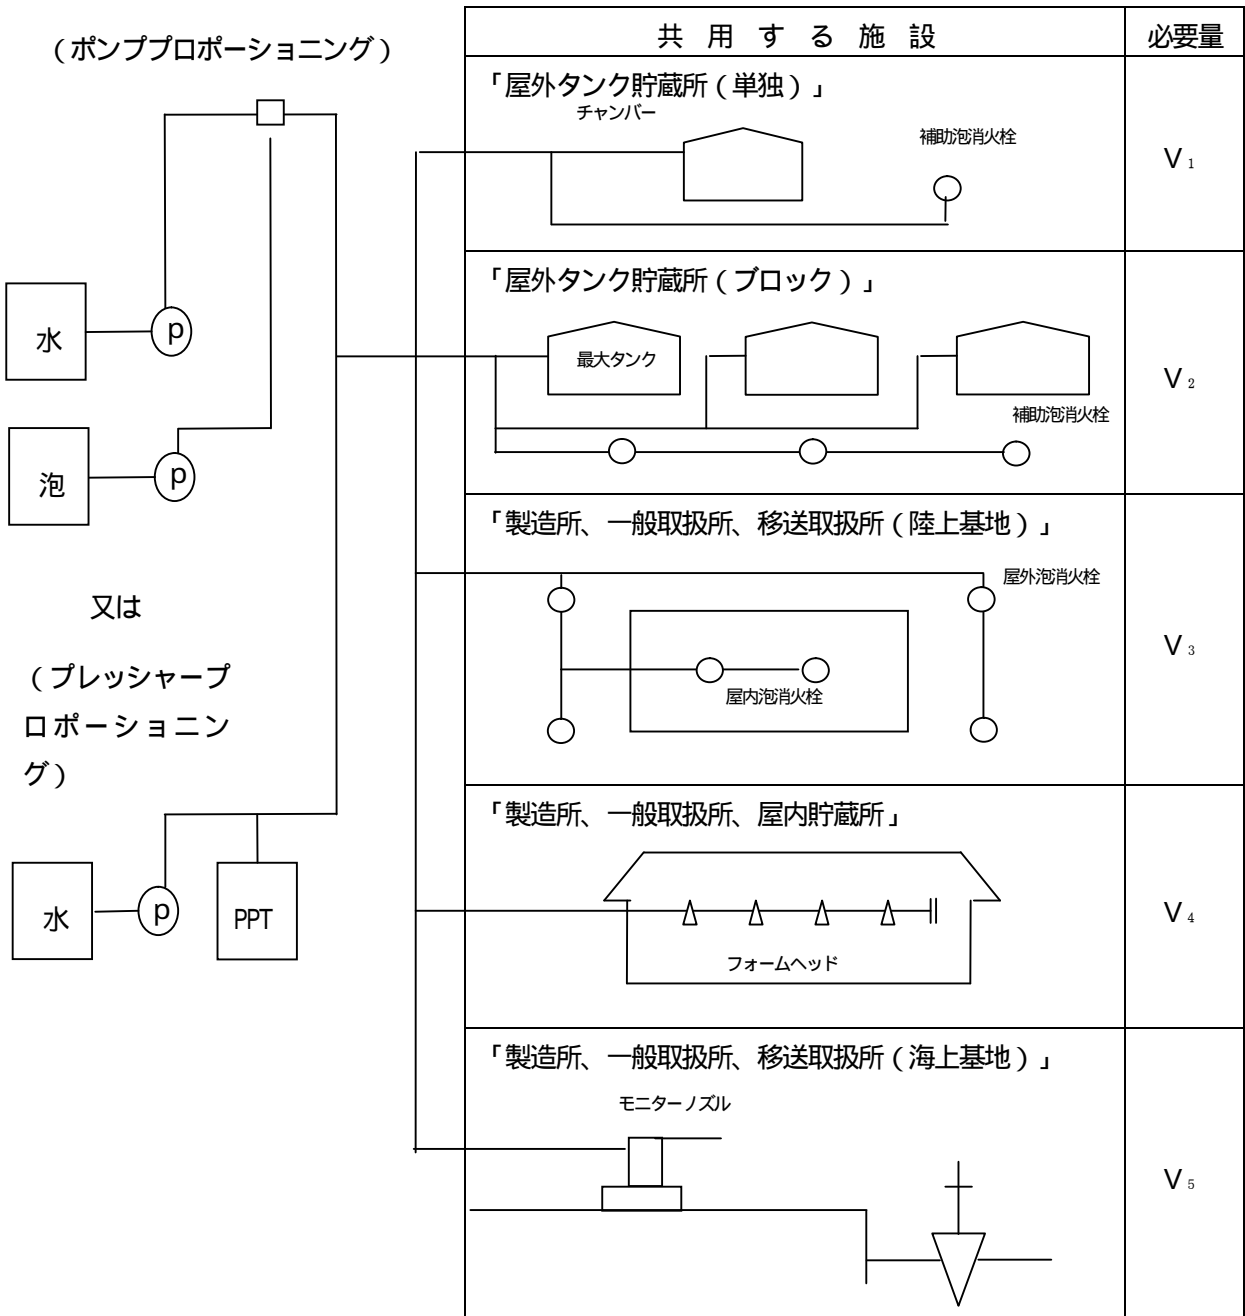 （ポンププロポーショニング）
水
p
泡
p
又は
（プレッシャープ
ロポーショニン
グ）
水
p
PPT
共用する施設
必要量
「屋外タンク貯蔵所（単独）」
チャンバー
補助泡消火栓
V₁
「屋外タンク貯蔵所（ブロック）」
最大タンク
補助泡消火栓
V₂
「製造所、一般取扱所、移送取扱所（陸上基地）」
屋外泡消火栓
屋内泡消火栓
V₃
「製造所、一般取扱所、屋内貯蔵所」
フォームヘッド
V₄
「製造所、一般取扱所、移送取扱所（海上基地）」
モニターノズル
V₅